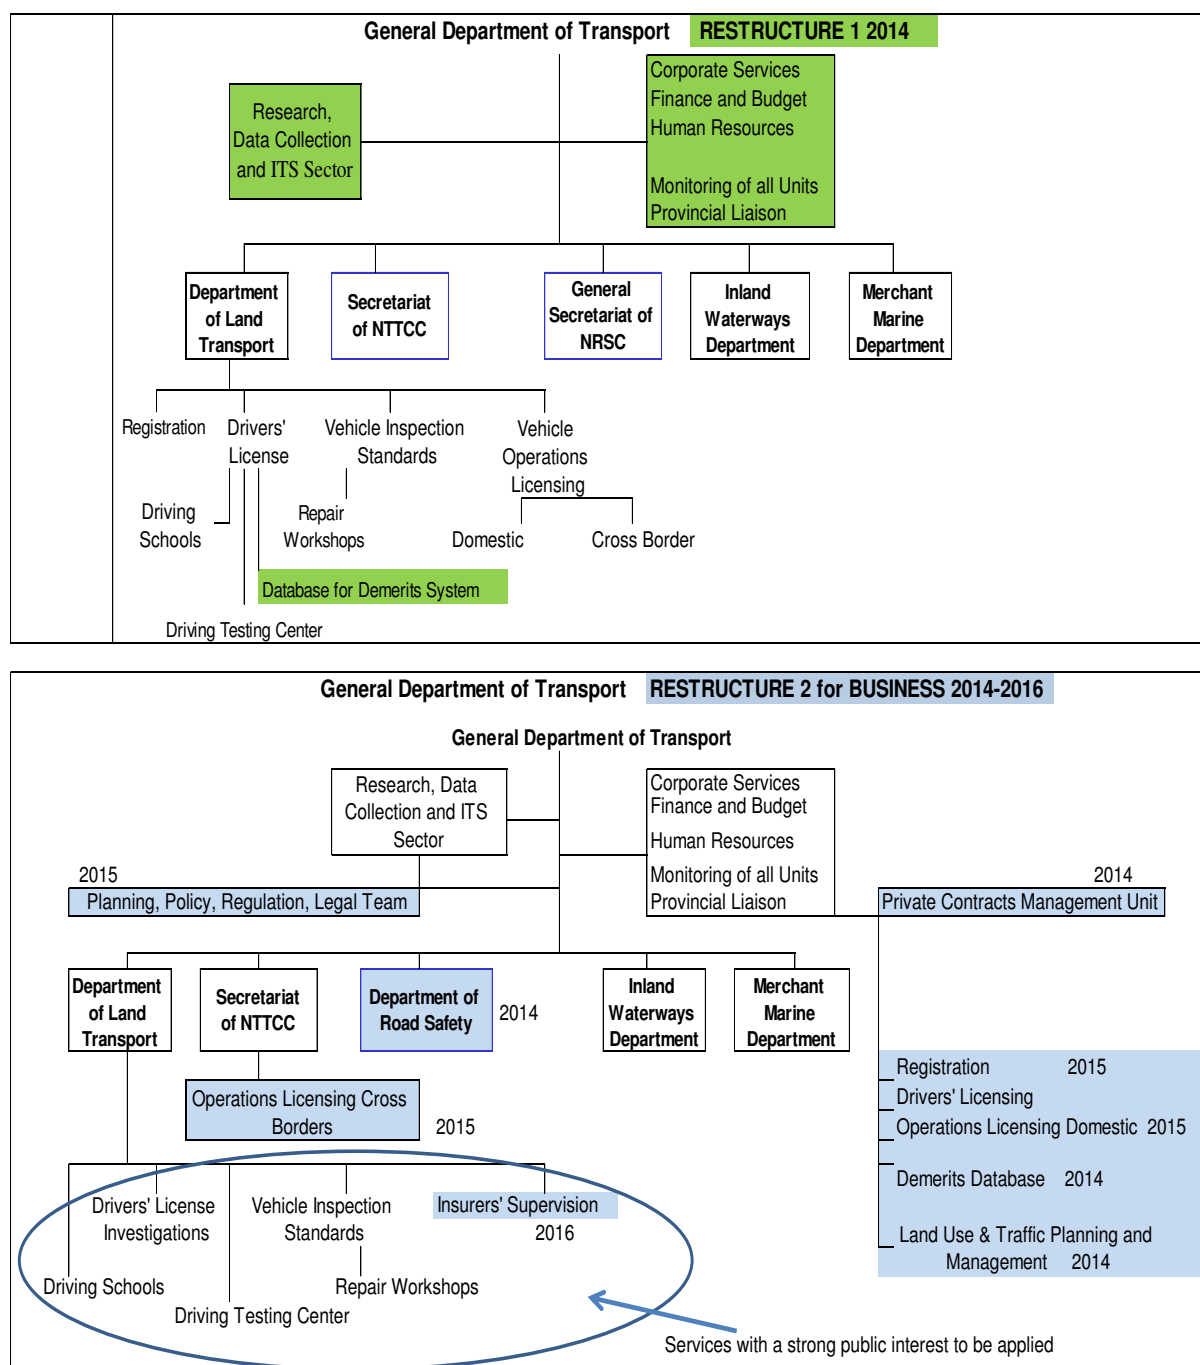 General Department of Transport RESTRUCTURE 1 2014
Research,
Data Collection
and ITS Sector
Corporate Services
Finance and Budget
Human Resources
Monitoring of all Units
Provincial Liaison
Department
of Land
Transport
Secretariat
of NTTCC
General
Secretariat of
NRSC
Inland
Waterways
Department
Merchant
Marine
Department
Registration
Drivers'
License
Vehicle Inspection
Standards
Vehicle
Operations
Licensing
Driving
Schools
Repair
Workshops
Domestic
Cross Border
Database for Demerits System
Driving Testing Center
General Department of Transport RESTRUCTURE 2 for BUSINESS 2014-2016
General Department of Transport
Research, Data
Collection and ITS
Sector
Corporate Services
Finance and Budget
Human Resources
Monitoring of all Units
Provincial Liaison
2015
Planning, Policy, Regulation, Legal Team
2014
Private Contracts Management Unit
Department
of Land
Transport
Secretariat
of NTTCC
Department of
Road Safety
2014
Inland
Waterways
Department
Merchant
Marine
Department
Operations Licensing Cross
Borders
2015
Registration 2015
Drivers' Licensing
Operations Licensing Domestic 2015
Demerits Database 2014
Land Use & Traffic Planning and
Management 2014
Drivers' License
Investigations
Vehicle Inspection
Standards
Insurers' Supervision
2016
Driving Schools
Repair Workshops
Driving Testing Center
Services with a strong public interest to be applied